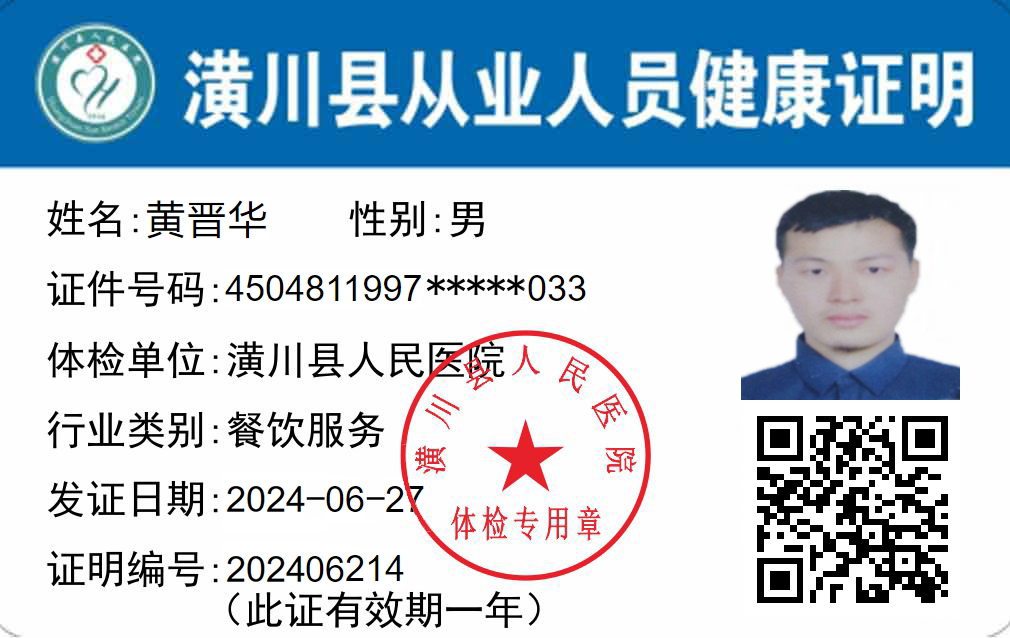 潢川县从业人员健康证明
姓名:黄晋华 性别:男
证件号码:4504811997*****033
体检单位:潢川县人民医院
行业类别:餐饮服务
发证日期:2024-06-27
证明编号:202406214
（此证有效期一年）
潢川县人民医院
体检专用章